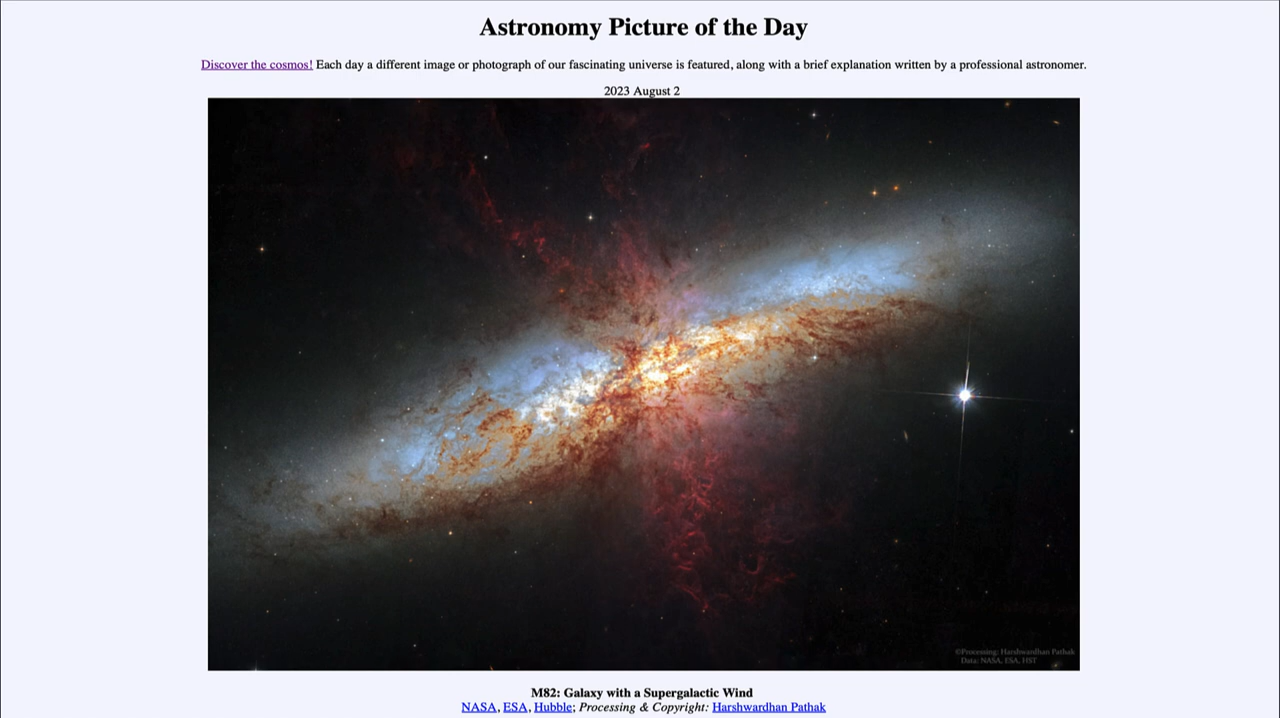 Astronomy Picture of the Day
Discover the cosmos! Each day a different image or photograph of our fascinating universe is featured, along with a brief explanation written by a professional astronomer.
2023 August 2
©Processing: Harshwardhan Pathak
Data: NASA, ESA, HST
M82: Galaxy with a Supergalactic Wind
NASA, ESA, Hubble; Processing & Copyright: Harshwardhan Pathak